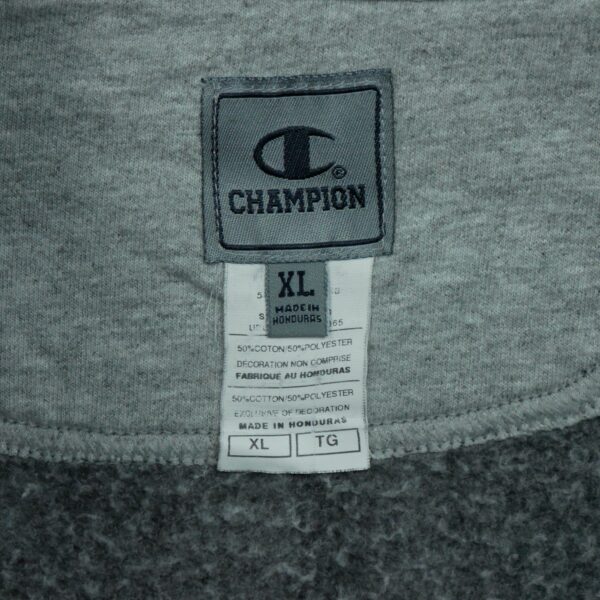 ®
CHAMPION
XL
MADE IN
HONDURAS
50%COTON/50%POLYESTER
DECORATION NON COMPRISE
FABRIQUE AU HONDURAS
50%COTTON/50%POLYESTER
EXCLUSIVE OF DECORATION
MADE IN HONDURAS
XL TG